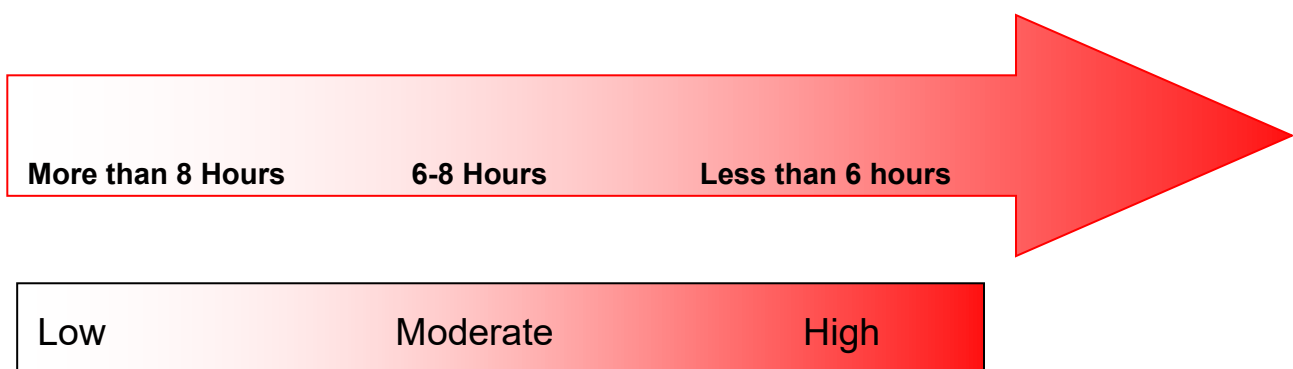 More than 8 Hours 6-8 Hours Less than 6 hours
Low Moderate High